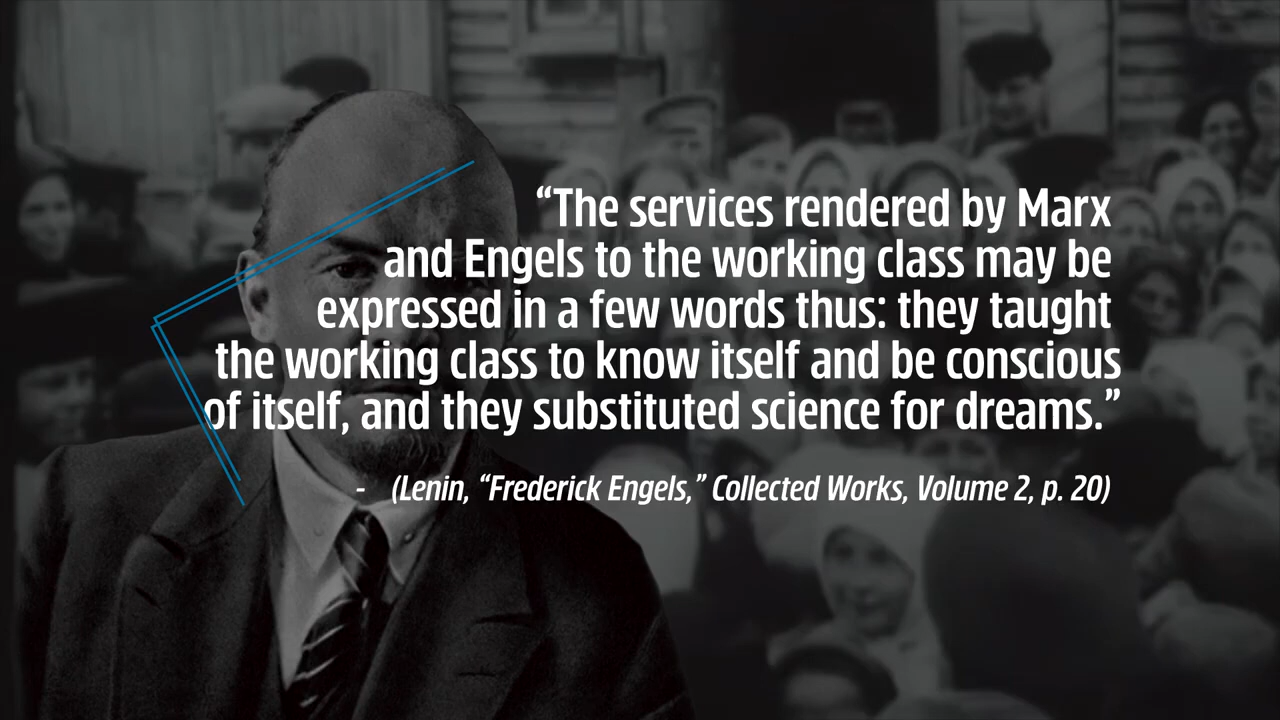 “The services rendered by Marx
and Engels to the working class may be
expressed in a few words thus: they taught
the working class to know itself and be conscious
of itself, and they substituted science for dreams.”
- (Lenin, “Frederick Engels,” Collected Works, Volume 2, p. 20)